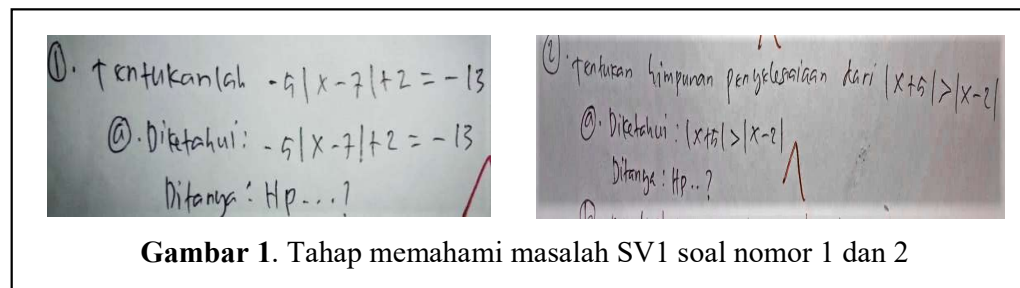 ①. Tentukanlah -5|x-7|+2 = -13
ⓐ. Diketahui: -5|x-7|+2 = -13
Ditanya: Hp...?
②. Tentukan himpunan penyelesaian dari |x+5|>|x-2|
ⓐ. Diketahui: |x+5|>|x-2|
Ditanya: Hp..?
Gambar 1. Tahap memahami masalah SV1 soal nomor 1 dan 2